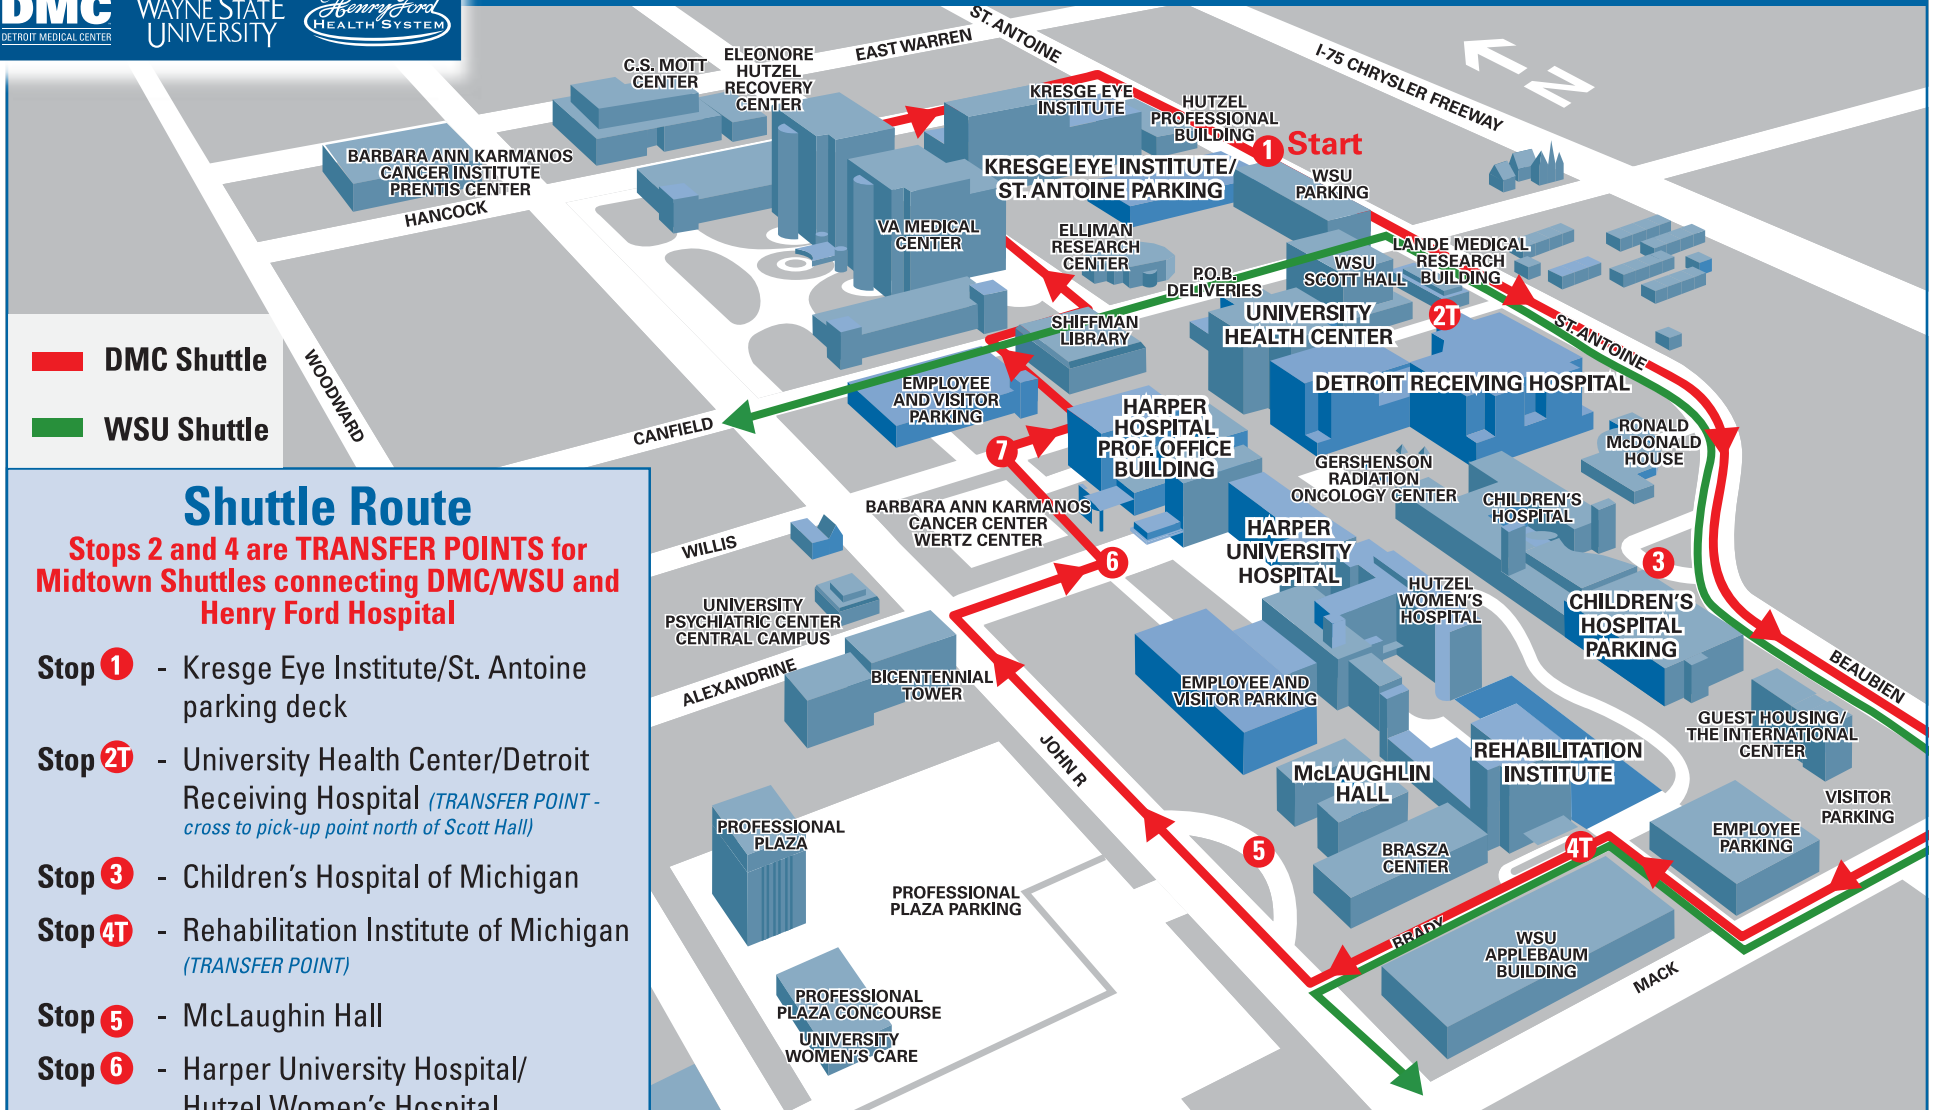 DMC
DETROIT MEDICAL CENTER
WAYNE STATE
UNIVERSITY
Henry Ford
HEALTH SYSTEM
ST. ANTOINE
EAST WARREN
I-75 CHRYSLER FREEWAY
N
C.S. MOTT
CENTER
ELEONORE
HUTZEL
RECOVERY
CENTER
KRESGE EYE
INSTITUTE
HUTZEL
PROFESSIONAL
BUILDING
1 Start
BARBARA ANN KARMANOS
CANCER INSTITUTE
PRENTIS CENTER
HANCOCK
KRESGE EYE INSTITUTE/
ST. ANTOINE PARKING
WSU
PARKING
VA MEDICAL
CENTER
ELLIMAN
RESEARCH
CENTER
P.O.B.
DELIVERIES
WSU
SCOTT HALL
LANDE MEDICAL
RESEARCH
BUILDING
UNIVERSITY
HEALTH CENTER
2T
ST. ANTOINE
SHIFFMAN
LIBRARY
DMC Shuttle
WSU Shuttle
WOODWARD
EMPLOYEE
AND VISITOR
PARKING
CANFIELD
DETROIT RECEIVING HOSPITAL
HARPER
HOSPITAL
PROF. OFFICE
BUILDING
7
RONALD
McDONALD
HOUSE
GERSHENSON
RADIATION
ONCOLOGY CENTER
CHILDREN'S
HOSPITAL
BARBARA ANN KARMANOS
CANCER CENTER
WERTZ CENTER
HARPER
UNIVERSITY
HOSPITAL
WILLIS
6
3
HUTZEL
WOMEN'S
HOSPITAL
CHILDREN'S
HOSPITAL
PARKING
UNIVERSITY
PSYCHIATRIC CENTER
CENTRAL CAMPUS
ALEXANDRINE
BICENTENNIAL
TOWER
EMPLOYEE AND
VISITOR PARKING
BEAUBIEN
GUEST HOUSING/
THE INTERNATIONAL
CENTER
JOHN R
McLAUGHLIN
HALL
REHABILITATION
INSTITUTE
VISITOR
PARKING
PROFESSIONAL
PLAZA
EMPLOYEE
PARKING
5
4T
BRASZA
CENTER
PROFESSIONAL
PLAZA PARKING
BRADY
WSU
APPLEBAUM
BUILDING
MACK
PROFESSIONAL
PLAZA CONCOURSE
UNIVERSITY
WOMEN'S CARE
Shuttle Route
Stops 2 and 4 are TRANSFER POINTS for
Midtown Shuttles connecting DMC/WSU and
Henry Ford Hospital
Stop 1 - Kresge Eye Institute/St. Antoine
parking deck
Stop 2T - University Health Center/Detroit
Receiving Hospital (TRANSFER POINT -
cross to pick-up point north of Scott Hall)
Stop 3 - Children's Hospital of Michigan
Stop 4T - Rehabilitation Institute of Michigan
(TRANSFER POINT)
Stop 5 - McLaughin Hall
Stop 6 - Harper University Hospital/
Hutzel Women's Hospital